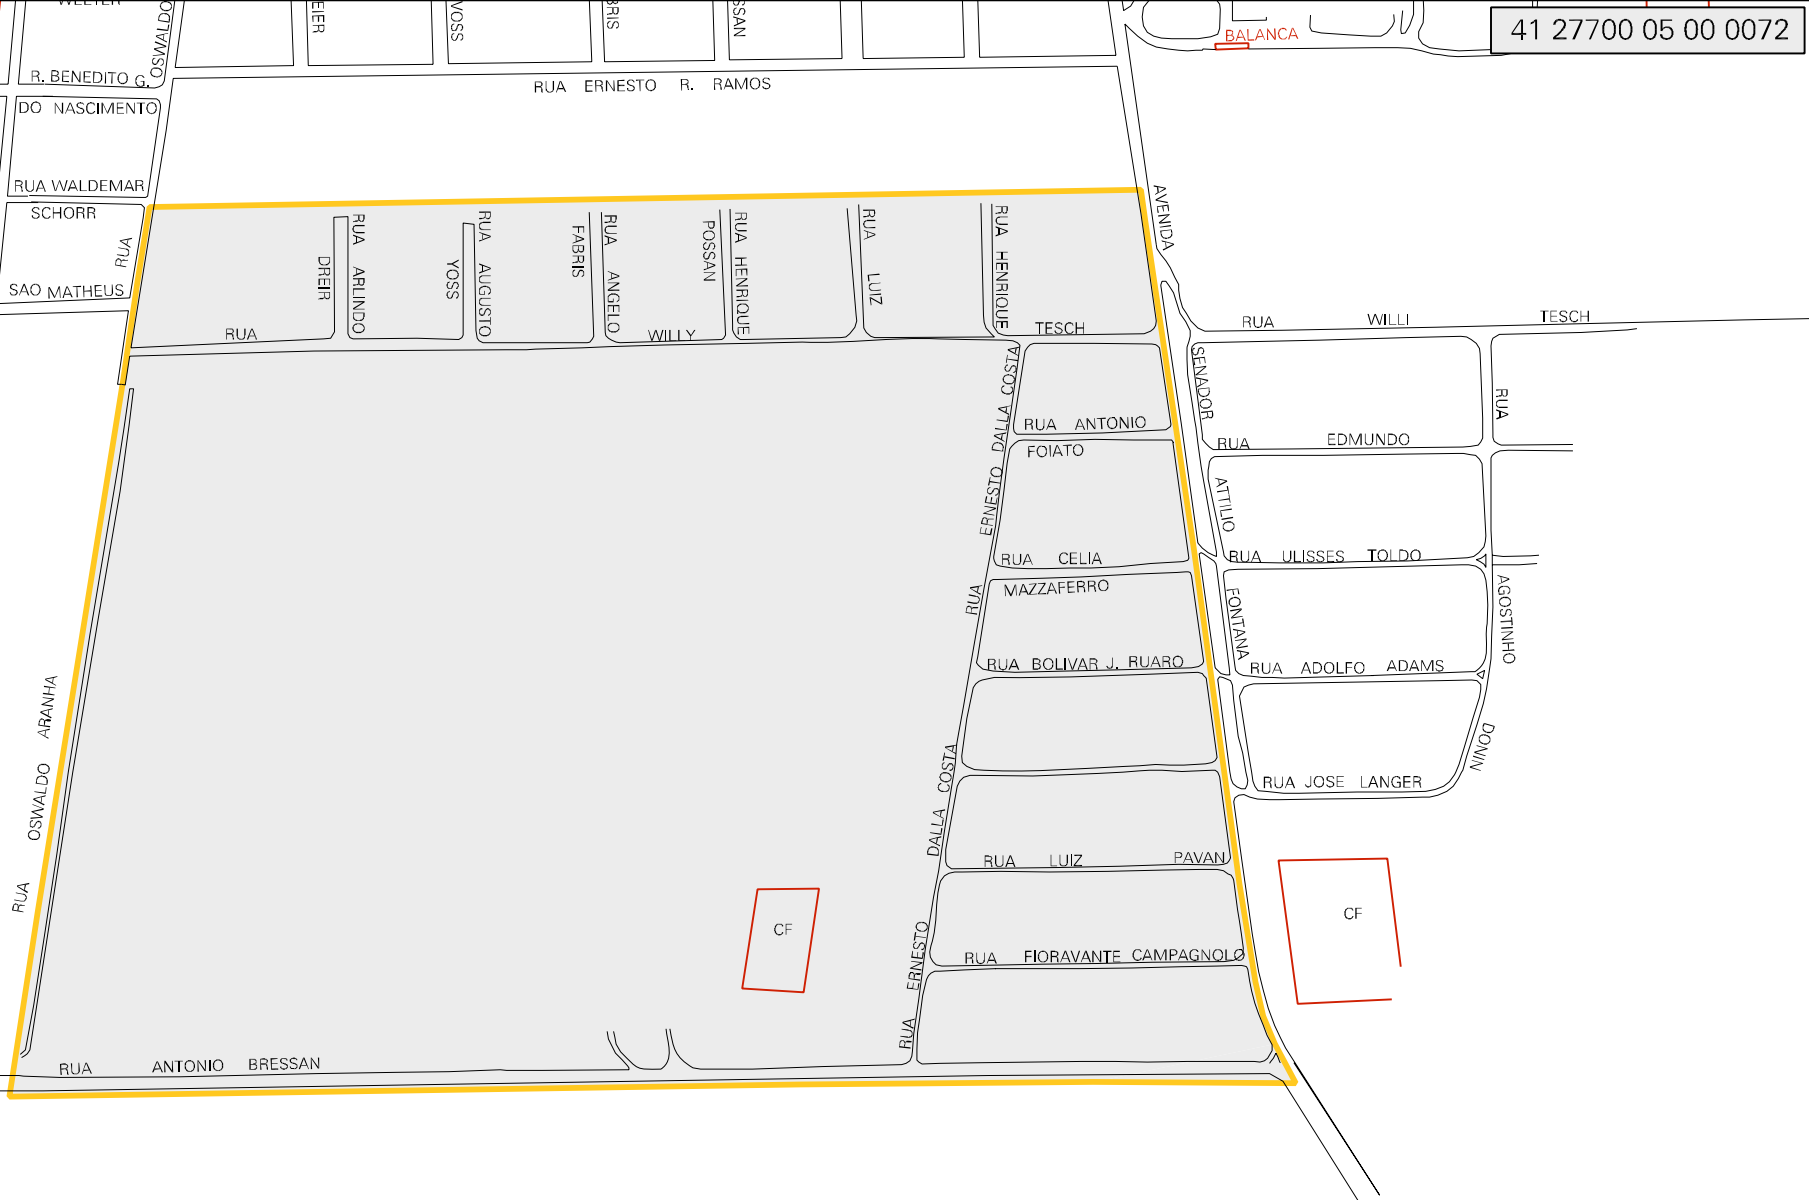 41 27700 05 00 0072
OSWALDO
EIER
VOSS
BRIS
SSAN
BALANCA
R. BENEDITO G.
DO NASCIMENTO
RUA ERNESTO R. RAMOS
RUA WALDEMAR
SCHORR
RUA
SAO MATHEUS
RUA ARLINDO
DREIR
RUA AUGUSTO
YOSS
RUA ANGELO
FABRIS
RUA HENRIQUE
POSSAN
RUA LUIZ
RUA HENRIQUE
AVENIDA
SENADOR
ATTILIO
FONTANA
RUA WILLY TESCH
RUA WILLI TESCH
RUA ANTONIO
FOIATO
RUA EDMUNDO
RUA
AGOSTINHO
DONIN
RUA CELIA
MAZZAFERRO
RUA ULISSES TOLDO
RUA BOLIVAR J. RUARO
RUA ADOLFO ADAMS
RUA JOSE LANGER
RUA ERNESTO DALLA COSTA
RUA ERNESTO DALLA COSTA
RUA OSWALDO ARANHA
RUA LUIZ PAVAN
CF
CF
RUA FIORAVANTE CAMPAGNOLO
RUA ANTONIO BRESSAN